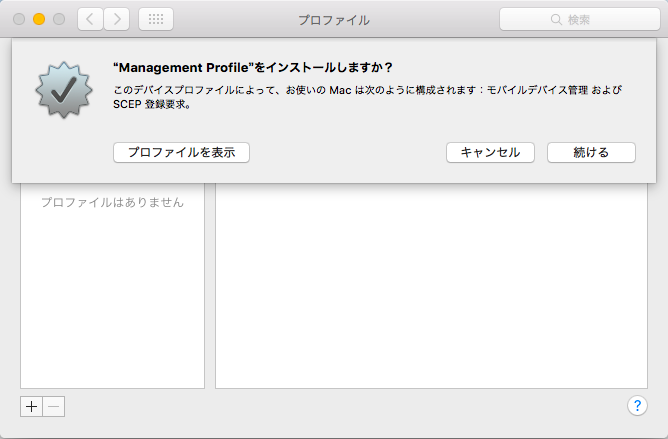 プロファイル
検索
“Management Profile”をインストールしますか？
このデバイスプロファイルによって、お使いの Mac は次のように構成されます：モバイルデバイス管理 および
SCEP 登録要求。
プロファイルを表示
キャンセル
続ける
プロファイルはありません
+
−
?